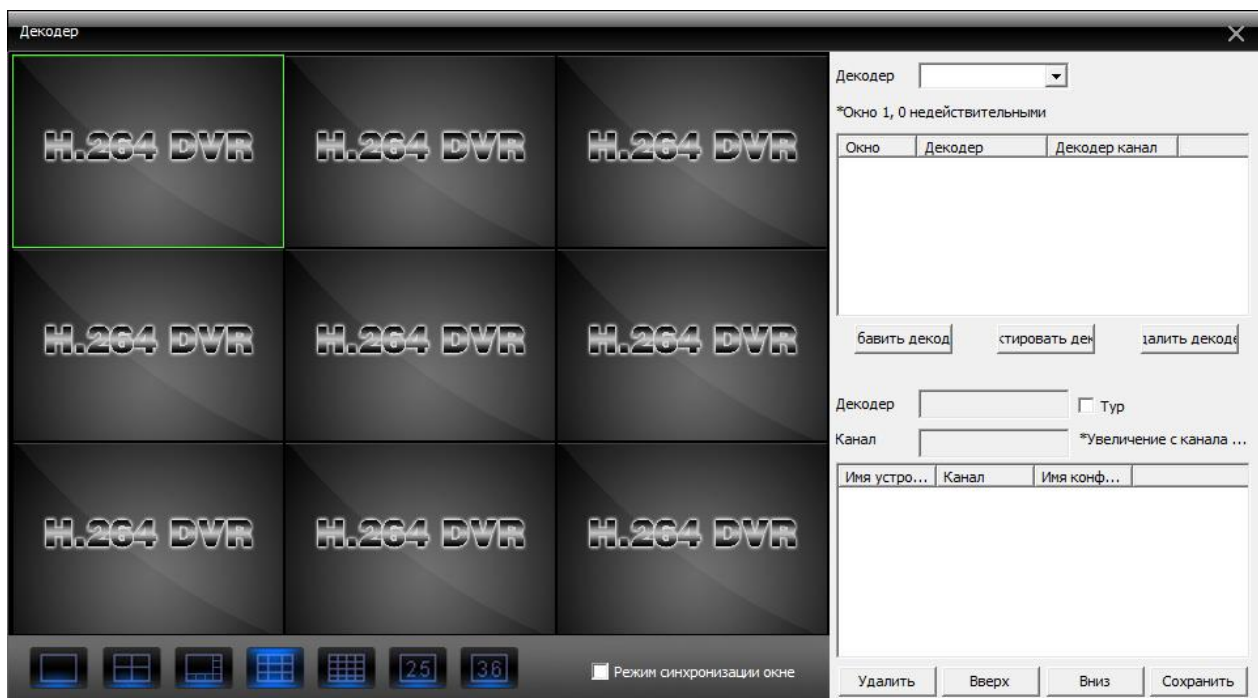 Декодер
H.264 DVR H.264 DVR H.264 DVR
H.264 DVR H.264 DVR H.264 DVR
H.264 DVR H.264 DVR H.264 DVR
25 36 Режим синхронизации окне
Декодер
*Окно 1, 0 недействительными
Окно Декодер Декодер канал
бавить декод стировать дек далить декоде
Декодер Тур
Канал *Увеличение с канала ...
Имя устро... Канал Имя конф...
Удалить Вверх Вниз Сохранить